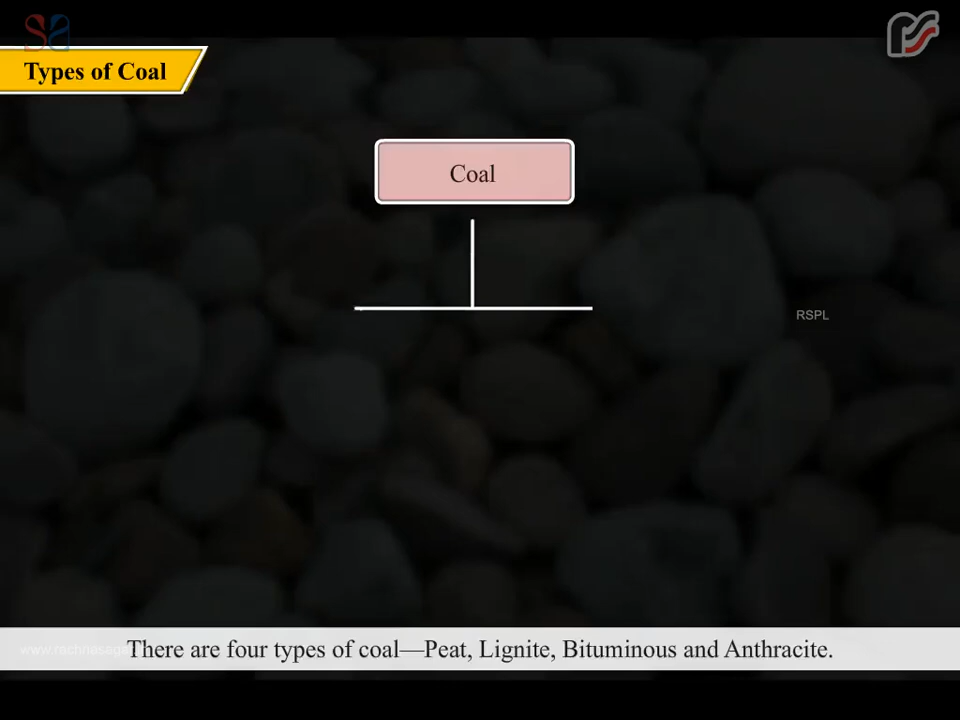 Types of Coal
Coal
RSPL
There are four types of coal—Peat, Lignite, Bituminous and Anthracite.